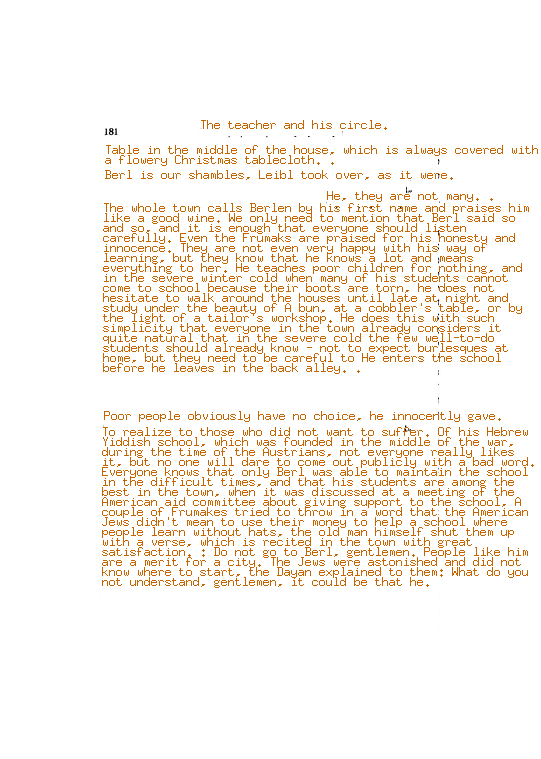 The teacher and his circle.
181
Table in the middle of the house, which is always covered with
a flowery Christmas tablecloth. .
Berl is our shambles, Leibl took over, as it were.
He, they are not many. .
The whole town calls Berlen by his first name and praises him
like a good wine. We only need to mention that Berl said so
and so, and it is enough that everyone should listen
carefully. Even the Frumaks are praised for his honesty and
innocence. They are not even very happy with his way of
learning, but they know that he knows a lot and means
everything to her. He teaches poor children for nothing, and
in the severe winter cold when many of his students cannot
come to school because their boots are torn, he does not
hesitate to walk around the houses until late at night and
study under the beauty of A bun, at a cobbler's table, or by
the light of a tailor's workshop. He does this with such
simplicity that everyone in the town already considers it
quite natural that in the severe cold the few well-to-do
students should already know - not to expect burlesques at
home, but they need to be careful to He enters the school
before he leaves in the back alley. .
Poor people obviously have no choice, he innocently gave.
To realize to those who did not want to suffer. Of his Hebrew
Yiddish school, which was founded in the middle of the war,
during the time of the Austrians, not everyone really likes
it, but no one will dare to come out publicly with a bad word.
Everyone knows that only Berl was able to maintain the school
in the difficult times, and that his students are among the
best in the town, when it was discussed at a meeting of the
American aid committee about giving support to the school, A
couple of frumakes tried to throw in a word that the American
Jews didn't mean to use their money to help a school where
people learn without hats, the old man himself shut them up
with a verse, which is recited in the town with great
satisfaction. : Do not go to Berl, gentlemen. People like him
are a merit for a city. The Jews were astonished and did not
know where to start, the Dayan explained to them: What do you
not understand, gentlemen, it could be that he.